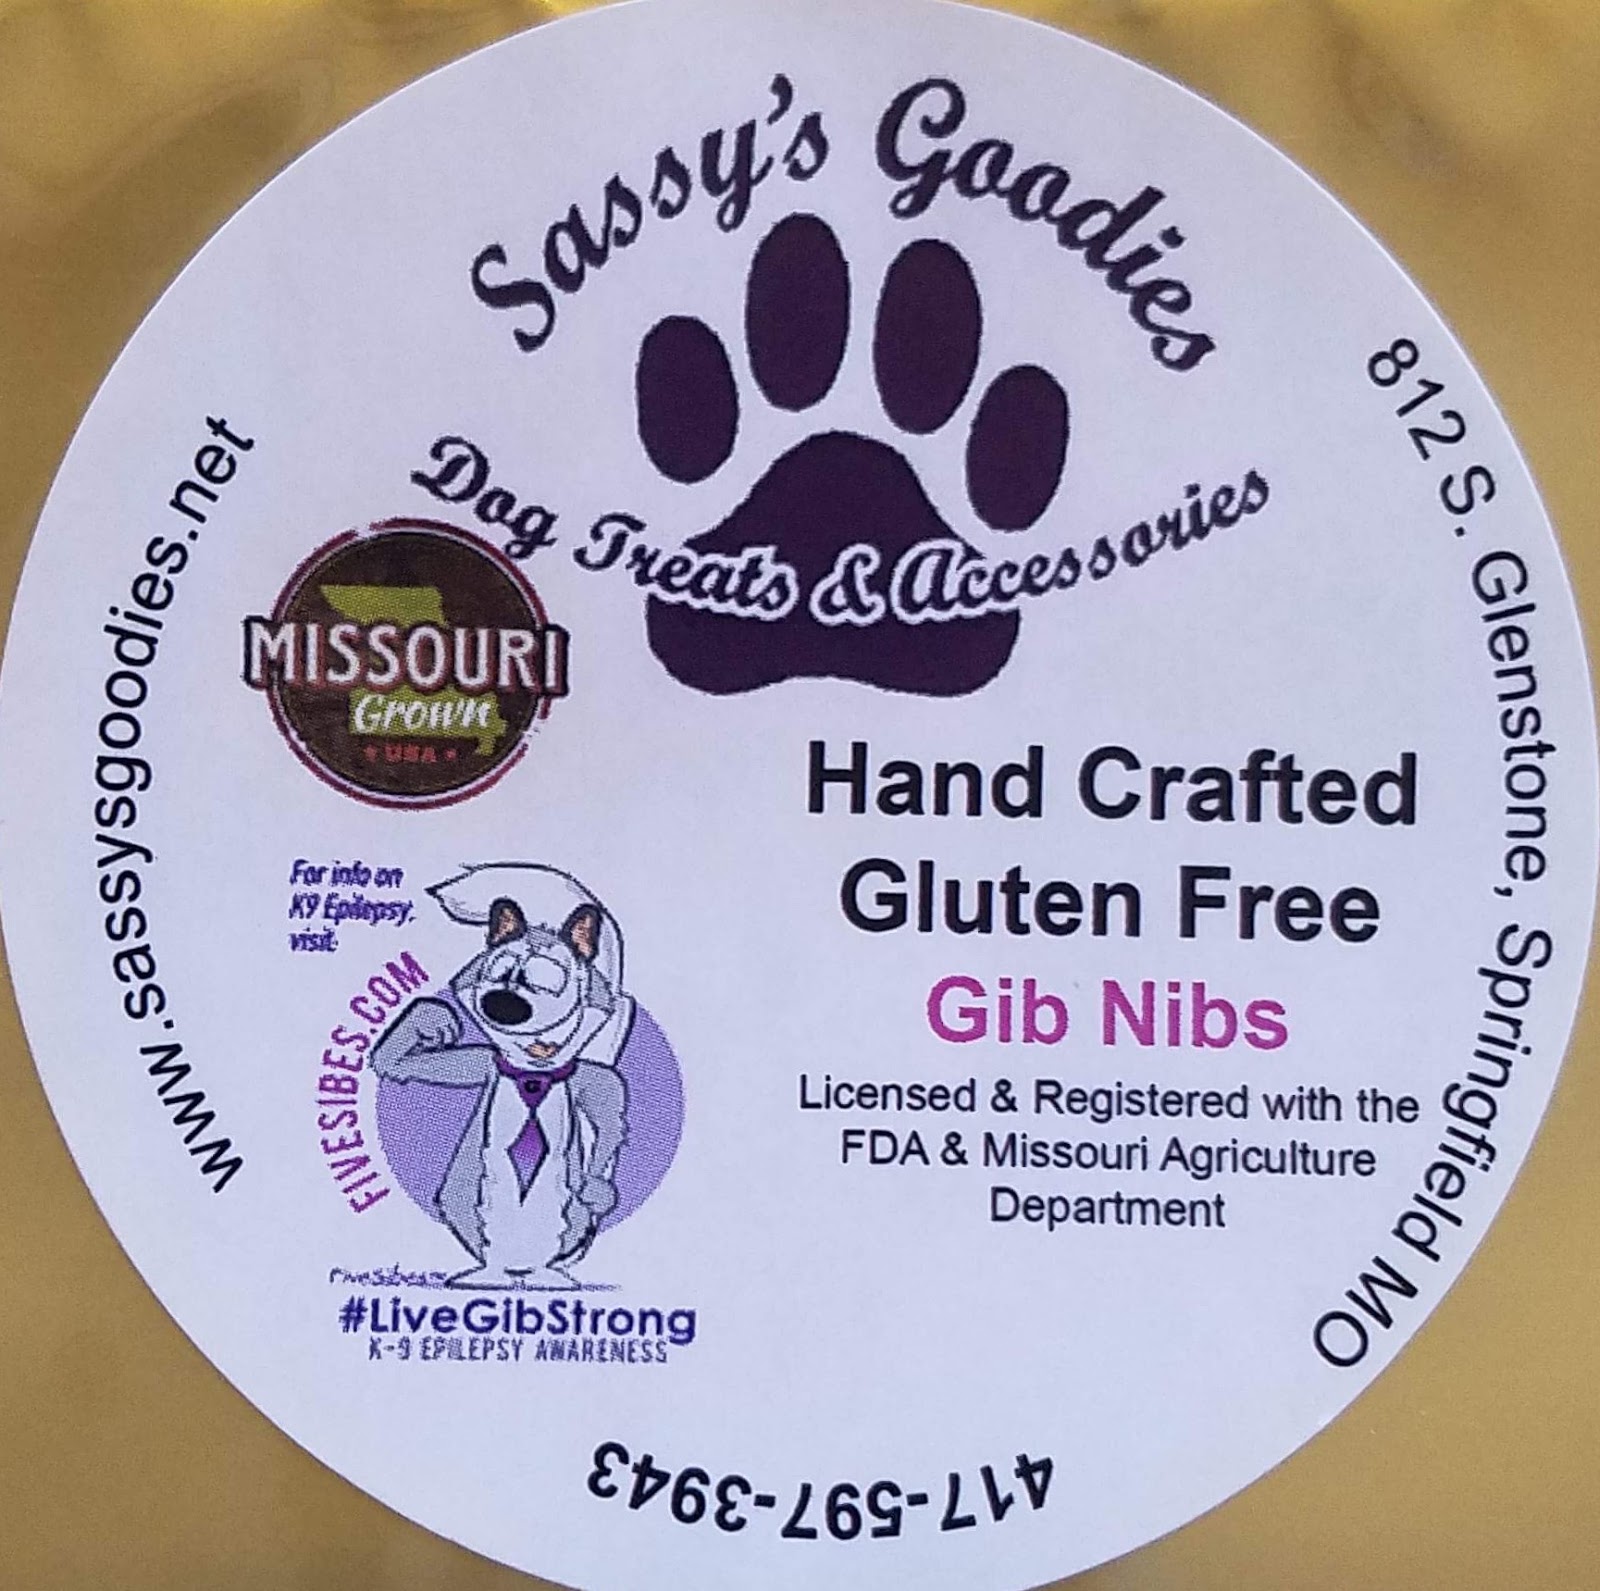 Sassy's Goodies
Dog Treats & Accessories
812 S. Glenstone, Springfield MO
www.sassysgoodies.net
MISSOURI
Grown
USA
Hand Crafted
Gluten Free
Gib Nibs
Licensed & Registered with the
FDA & Missouri Agriculture
Department
For info on
K9 Epilepsy,
visit
FIVESIBES.COM
G
FiveSibes
#LiveGibStrong
K-9 EPILEPSY AWARENESS
417-597-3943